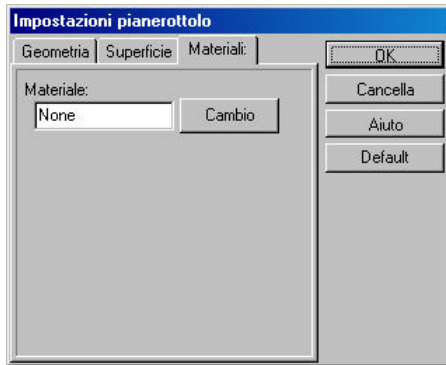 Impostazioni pianerottolo
Geometria Superficie Materiali:
OK
Cancella
Aiuto
Default
Materiale:
None Cambio